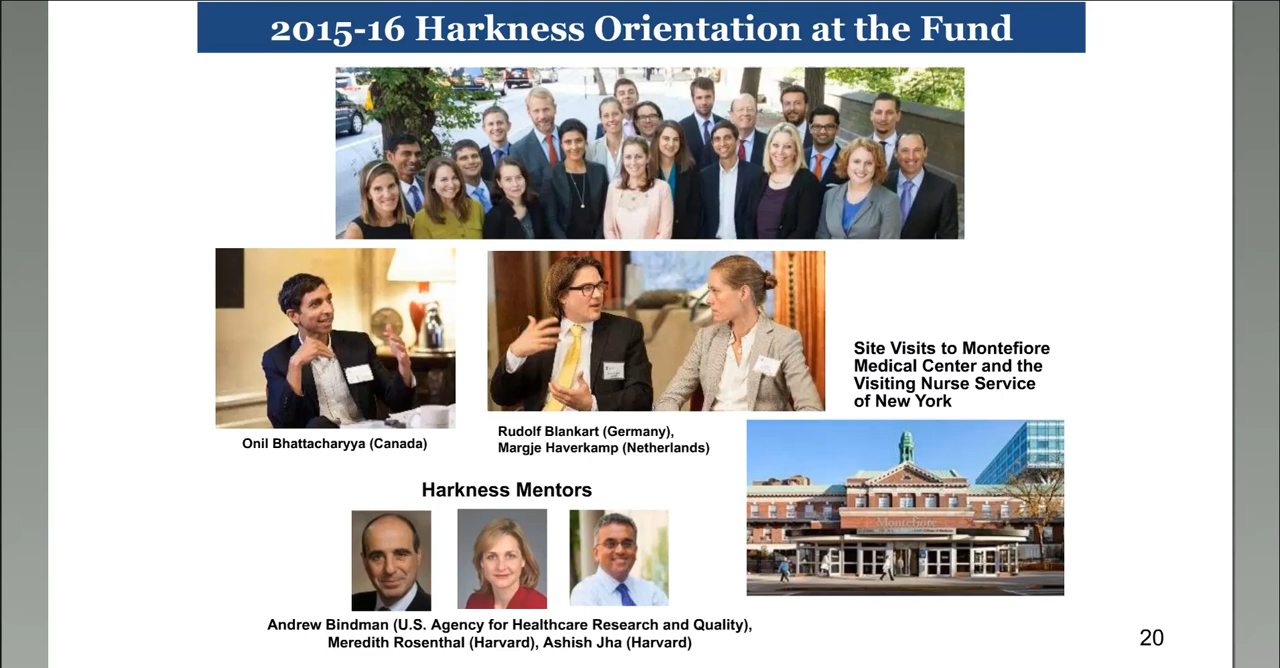 2015-16 Harkness Orientation at the Fund
Onil Bhattacharyya (Canada)
Rudolf Blankart (Germany),
Margje Haverkamp (Netherlands)
Site Visits to Montefiore
Medical Center and the
Visiting Nurse Service
of New York
Montefiore
Harkness Mentors
Andrew Bindman (U.S. Agency for Healthcare Research and Quality),
Meredith Rosenthal (Harvard), Ashish Jha (Harvard)
20